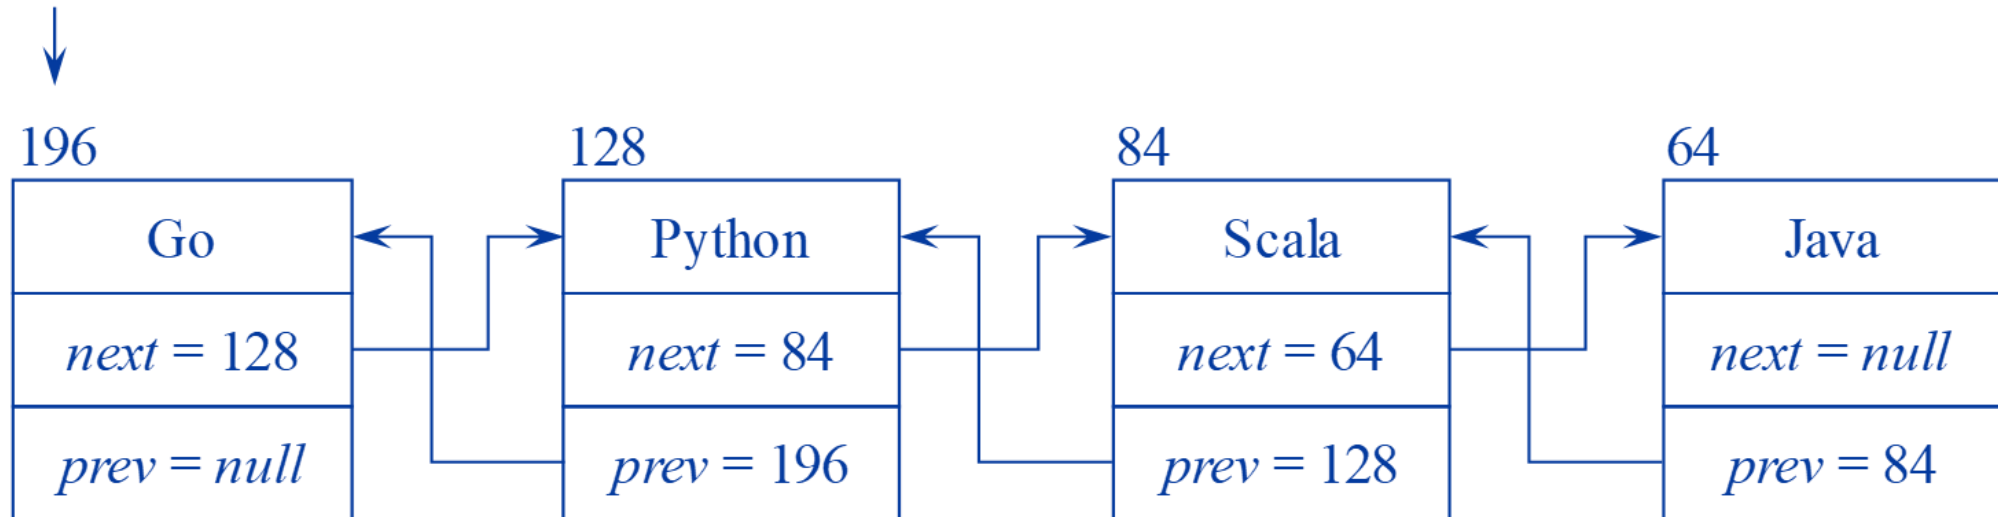 196
128
84
64
Go
Python
Scala
Java
next = 128
next = 84
next = 64
next = null
prev = null
prev = 196
prev = 128
prev = 84